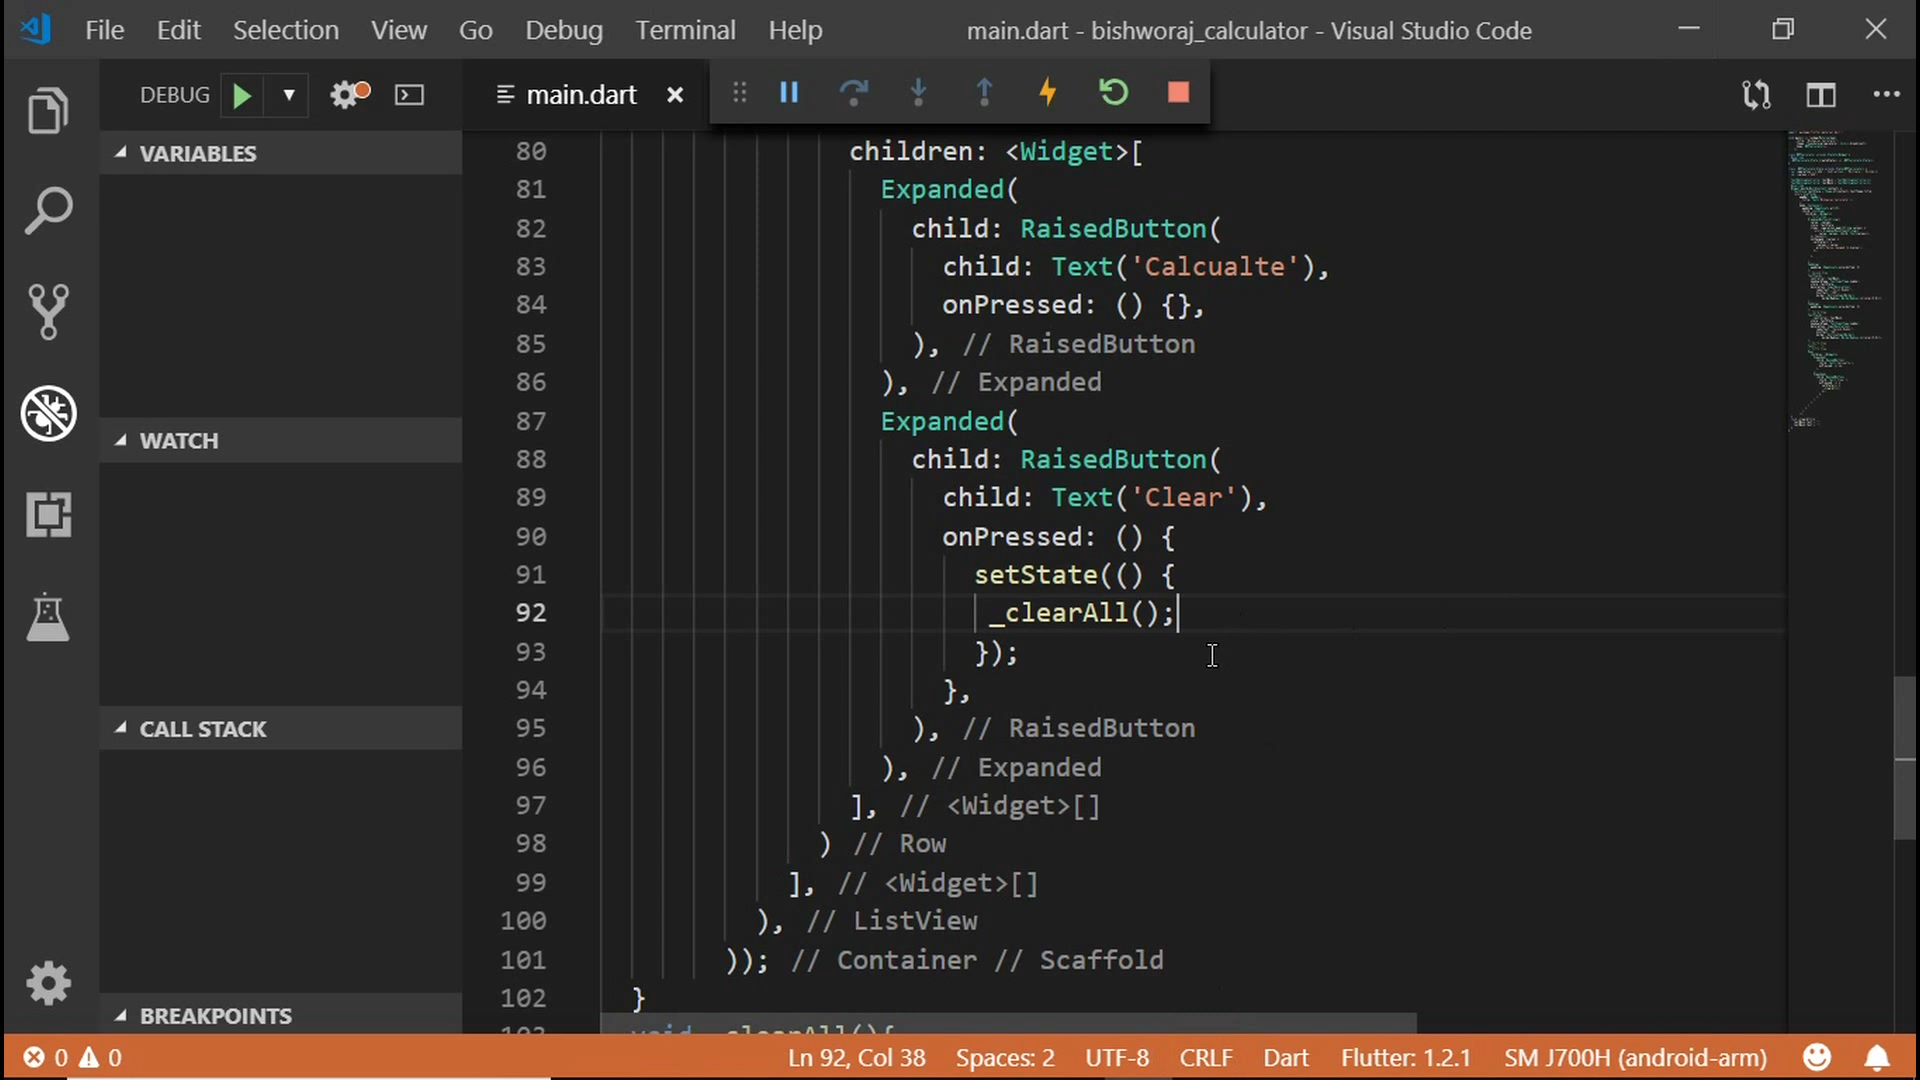 File Edit Selection View Go Debug Terminal Help main.dart - bishworaj_calculator - Visual Studio Code
DEBUG
main.dart
VARIABLES
WATCH
CALL STACK
BREAKPOINTS
80 children: <Widget>[
81 Expanded(
82 child: RaisedButton(
83 child: Text('Calcualte'),
84 onPressed: () {},
85 ), // RaisedButton
86 ), // Expanded
87 Expanded(
88 child: RaisedButton(
89 child: Text('Clear'),
90 onPressed: () {
91 setState(() {
92 _clearAll();
93 });
94 },
95 ), // RaisedButton
96 ), // Expanded
97 ], // <Widget>[]
98 ) // Row
99 ], // <Widget>[]
100 ), // ListView
101 )); // Container // Scaffold
102 }
103 void _clearAll(){
0 0 Ln 92, Col 38 Spaces: 2 UTF-8 CRLF Dart Flutter: 1.2.1 SM J700H (android-arm)